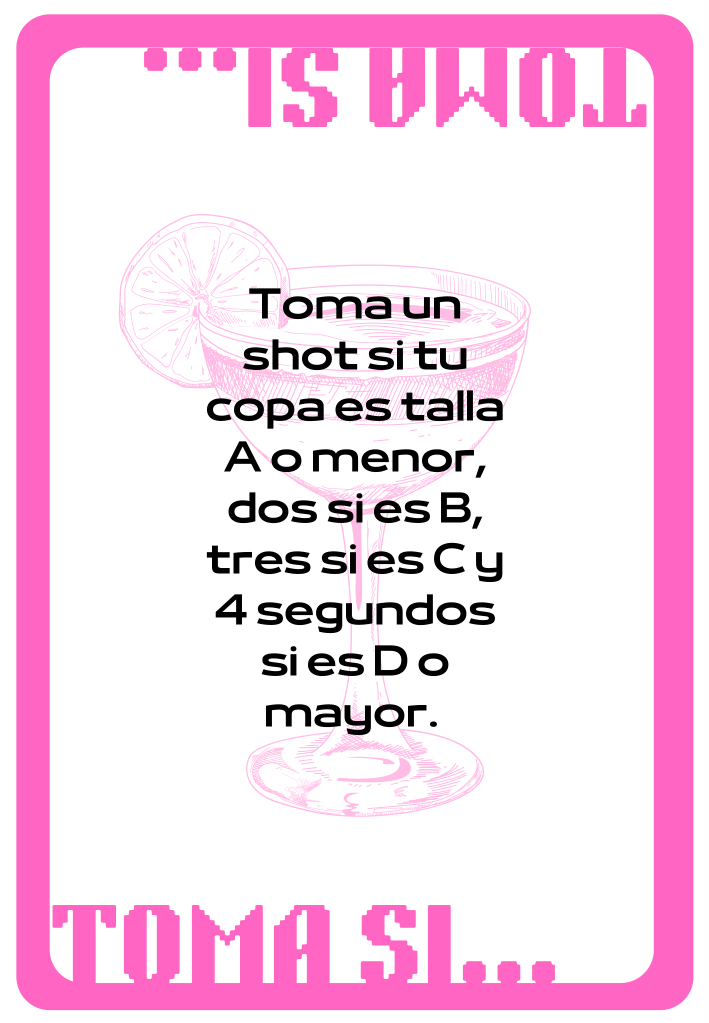 TOMA SI...
Toma un
shot si tu
copa es talla
A o menor,
dos si es B,
tres si es C y
4 segundos
si es D o
mayor.
TOMA SI...